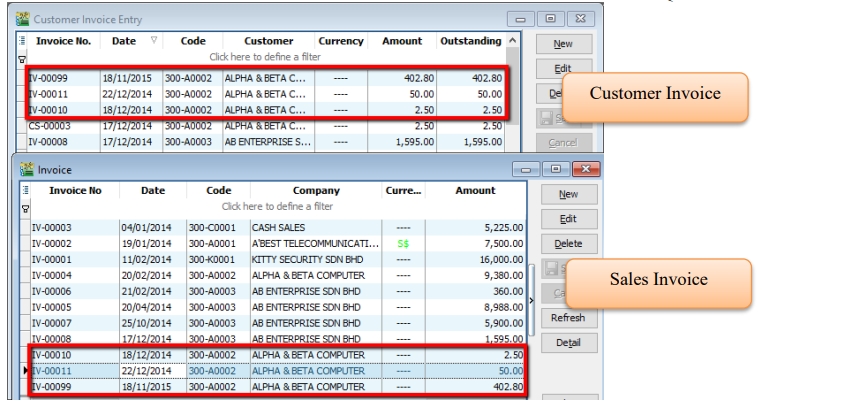 Customer Invoice Entry
Invoice No. Date Code Customer Currency Amount Outstanding
Click here to define a filter
IV-00099 18/11/2015 300-A0002 ALPHA & BETA C... ---- 402.80 402.80
IV-00011 22/12/2014 300-A0002 ALPHA & BETA C... ---- 50.00 50.00
IV-00010 18/12/2014 300-A0002 ALPHA & BETA C... ---- 2.50 2.50
CS-00003 17/12/2014 300-A0002 ALPHA & BETA C... ---- 2.50 2.50
IV-00008 17/12/2014 300-A0003 AB ENTERPRISE S... ---- 1,595.00 1,595.00
New
Edit
Cancel
Customer Invoice
Invoice
Invoice No Date Code Company Curre... Amount
Click here to define a filter
IV-00003 04/01/2014 300-C0001 CASH SALES ---- 5,225.00
IV-00002 19/01/2014 300-A0001 A'BEST TELECOMMUNICATI... S$ 7,500.00
IV-00001 11/02/2014 300-K0001 KITTY SECURITY SDN BHD ---- 16,000.00
IV-00004 20/02/2014 300-A0002 ALPHA & BETA COMPUTER ---- 9,380.00
IV-00006 21/02/2014 300-A0003 AB ENTERPRISE SDN BHD ---- 360.00
IV-00005 20/04/2014 300-A0003 AB ENTERPRISE SDN BHD ---- 8,988.00
IV-00007 25/10/2014 300-A0003 AB ENTERPRISE SDN BHD ---- 5,900.00
IV-00008 17/12/2014 300-A0003 AB ENTERPRISE SDN BHD ---- 1,595.00
IV-00010 18/12/2014 300-A0002 ALPHA & BETA COMPUTER ---- 2.50
IV-00011 22/12/2014 300-A0002 ALPHA & BETA COMPUTER ---- 50.00
IV-00099 18/11/2015 300-A0002 ALPHA & BETA COMPUTER ---- 402.80
New
Edit
Delete
Refresh
Detail
Sales Invoice